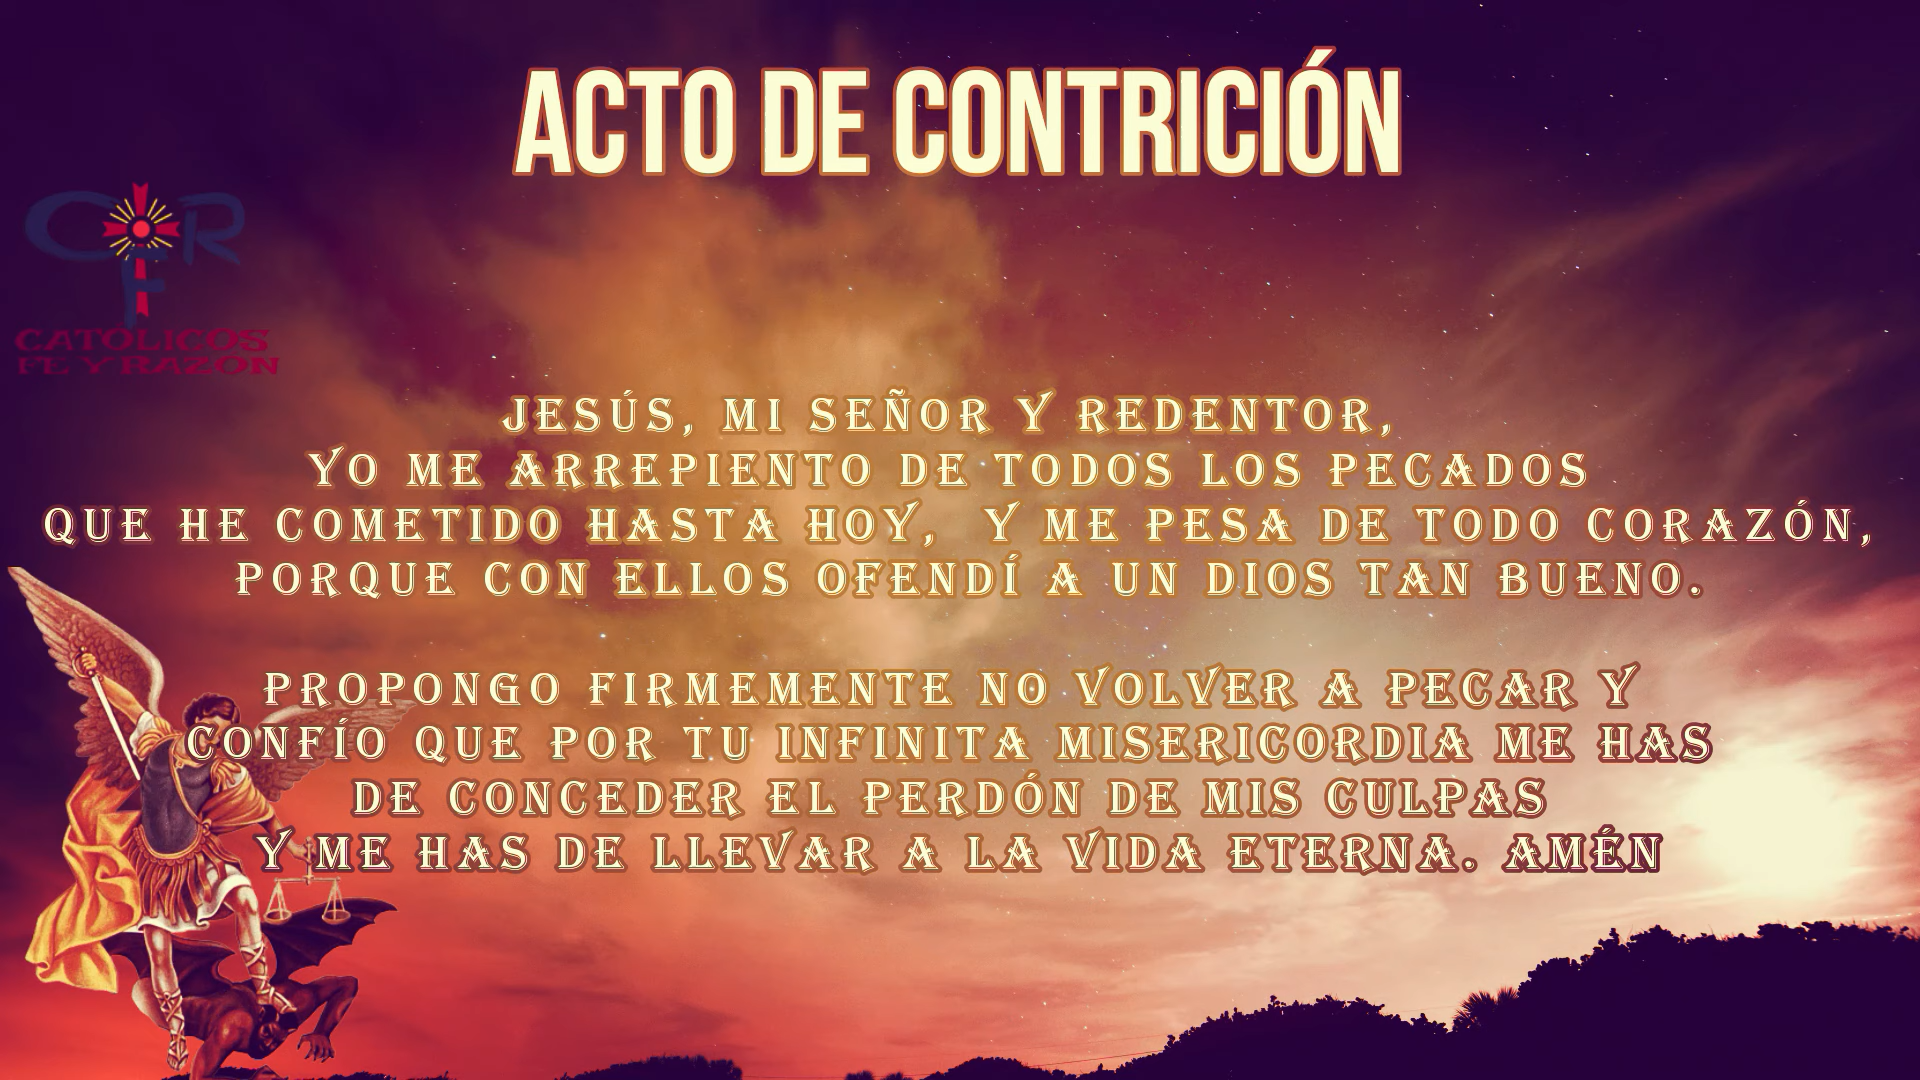 ACTO DE CONTRICIÓN
C R
F
CATÓLICOS
FE Y RAZÓN
JESÚS, MI SEÑOR Y REDENTOR,
YO ME ARREPIENTO DE TODOS LOS PECADOS
QUE HE COMETIDO HASTA HOY, Y ME PESA DE TODO CORAZÓN,
PORQUE CON ELLOS OFENDÍ A UN DIOS TAN BUENO.
PROPONGO FIRMEMENTE NO VOLVER A PECAR Y
CONFÍO QUE POR TU INFINITA MISERICORDIA ME HAS
DE CONCEDER EL PERDÓN DE MIS CULPAS
Y ME HAS DE LLEVAR A LA VIDA ETERNA. AMÉN